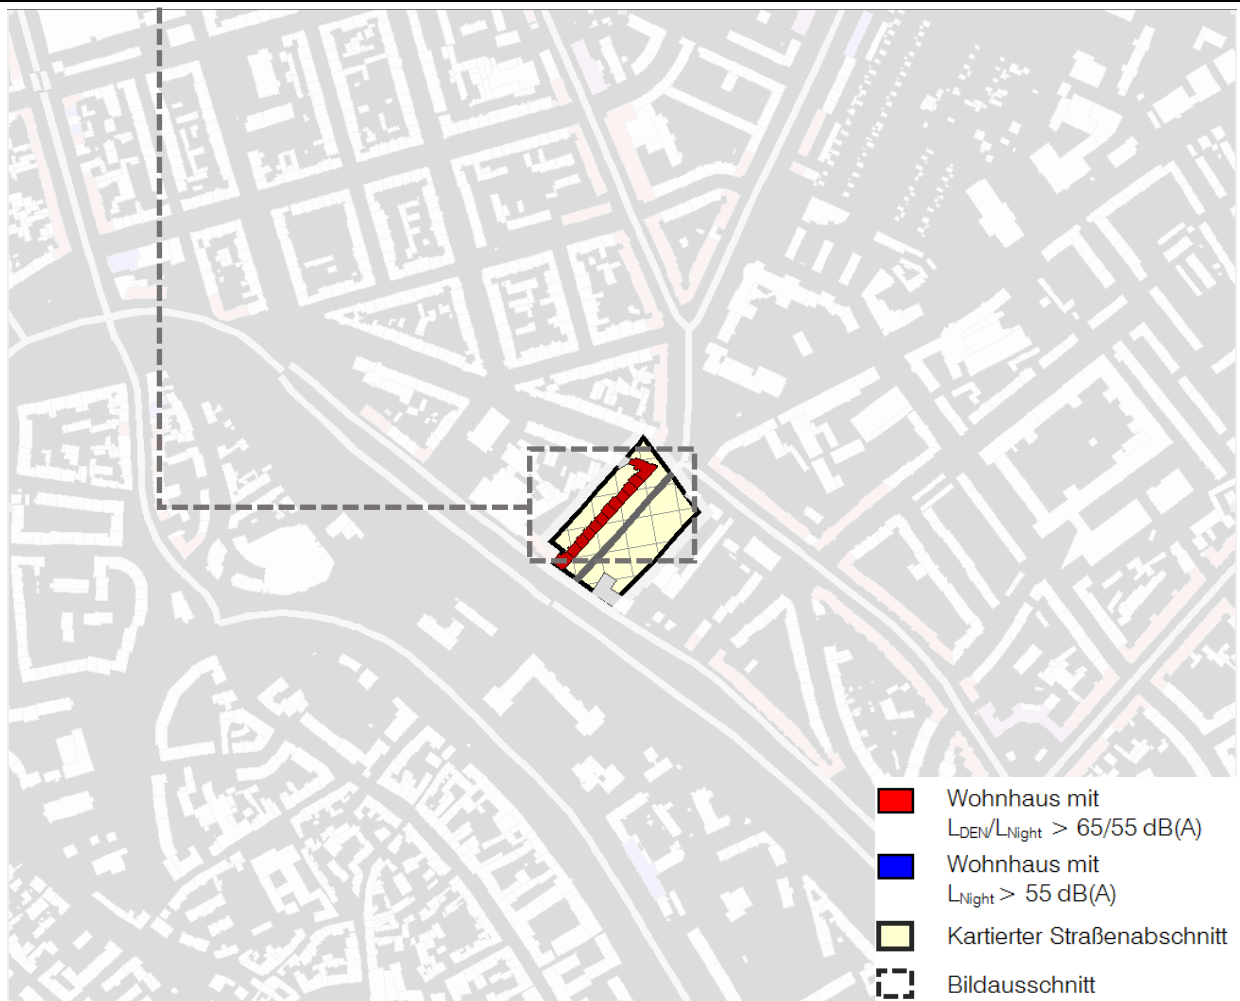 Wohnhaus mit
LDEN/LNight > 65/55 dB(A)
Wohnhaus mit
LNight > 55 dB(A)
Kartierter Straßenabschnitt
Bildausschnitt